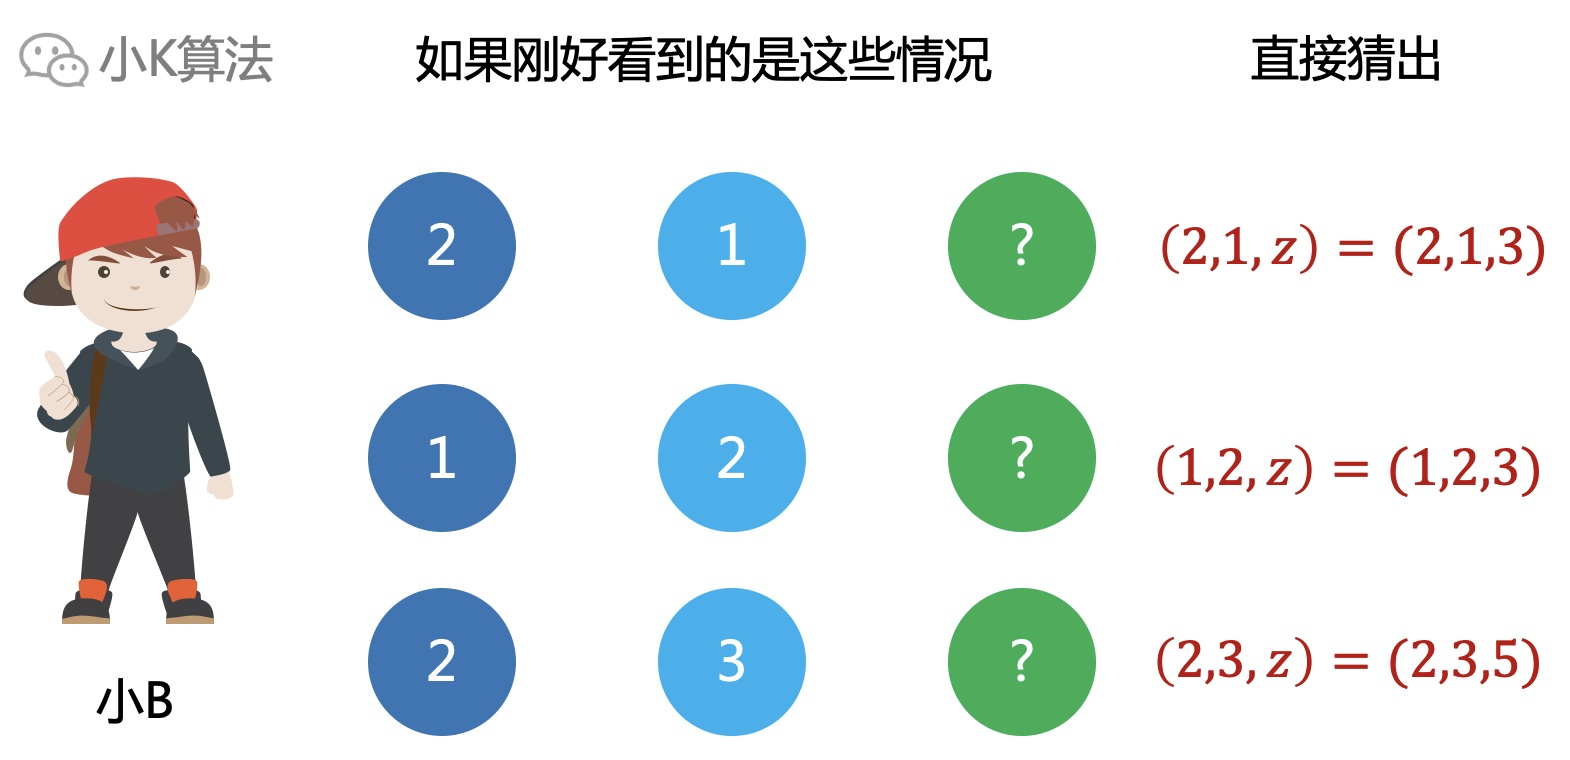 小K算法
如果刚好看到的是这些情况
直接猜出
2 1 ? (2,1,z) = (2,1,3)
1 2 ? (1,2,z) = (1,2,3)
2 3 ? (2,3,z) = (2,3,5)
小B